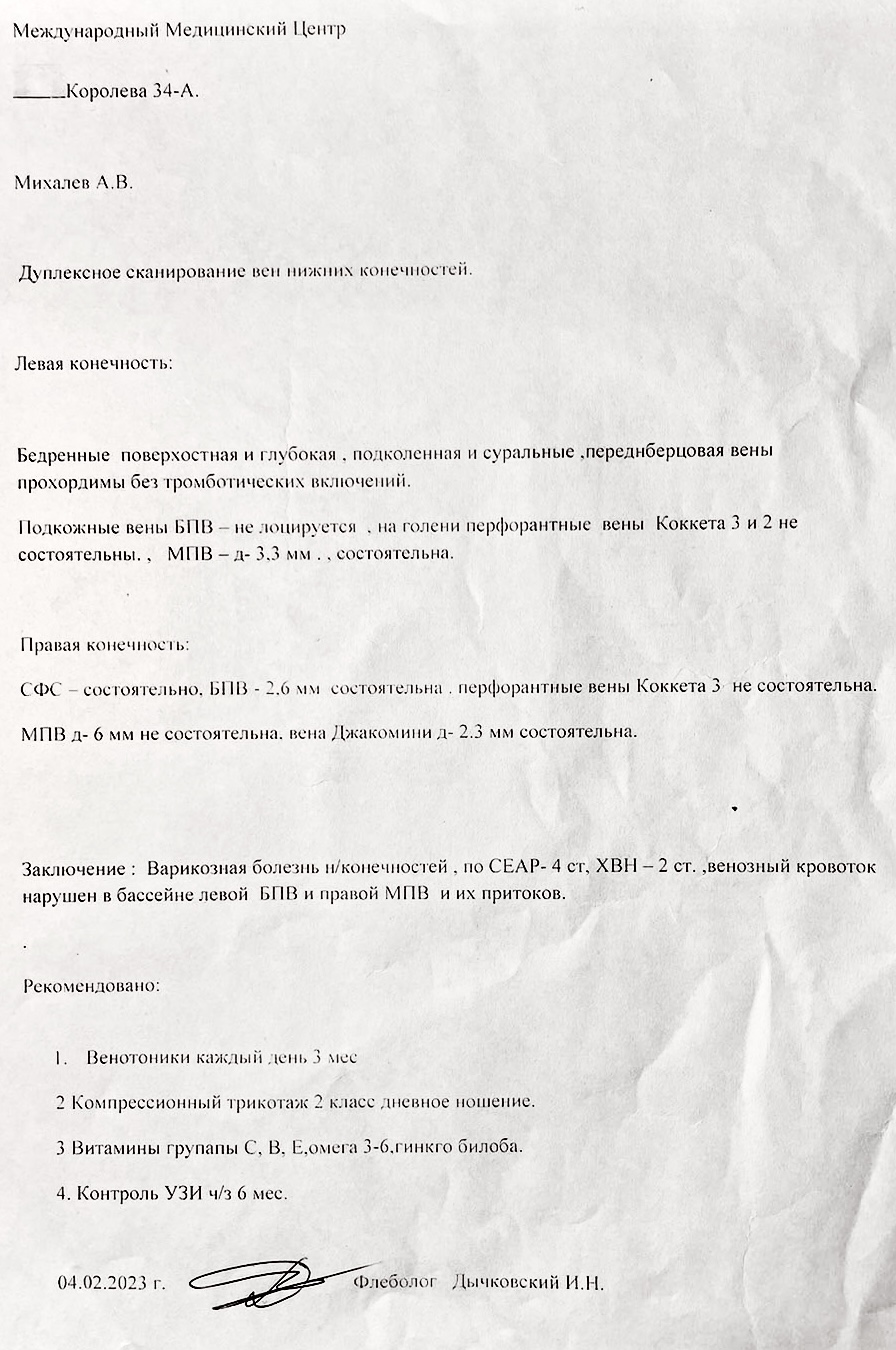 Международный Медицинский Центр
Королева 34-А.
Михалев А.В.
Дуплексное сканирование вен нижних конечностей.
Левая конечность:
Бедренные поверхостная и глубокая , подколенная и суральные ,переднберцовая вены
прохордимы без тромботических включений.
Подкожные вены БПВ – не лоцируется , на голени перфорантные вены Коккета 3 и 2 не
состоятельны. , МПВ – д- 3,3 мм . , состоятельна.
Правая конечность:
СФС – состоятельно, БПВ - 2,6 мм состоятельна . перфорантные вены Коккета 3 не состоятельна.
МПВ д- 6 мм не состоятельна. вена Джакомини д- 2.3 мм состоятельна.
Заключение : Варикозная болезнь н/конечностей , по СЕАР- 4 ст, ХВН – 2 ст. ,венозный кровоток
нарушен в бассейне левой БПВ и правой МПВ и их притоков.
.
Рекомендовано:
1. Венотоники каждый день 3 мес
2 Компрессионный трикотаж 2 класс дневное ношение.
3 Витамины групапы С, В, Е,омега 3-6,гинкго билоба.
4. Контроль УЗИ ч/з 6 мес.
04.02.2023 г. Флеболог Дычковский И.Н.